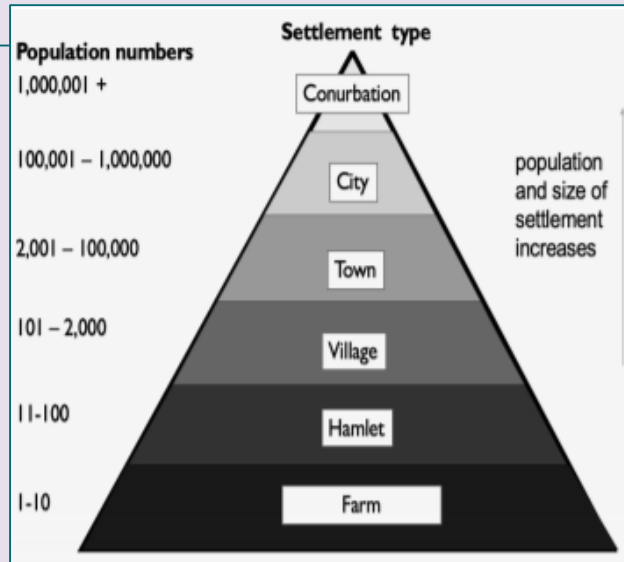 Settlement type
Population numbers
1,000,001 +
Conurbation
100,001 – 1,000,000
City
population
and size of
settlement
increases
2,001 – 100,000
Town
101 – 2,000
Village
11-100
Hamlet
1-10
Farm